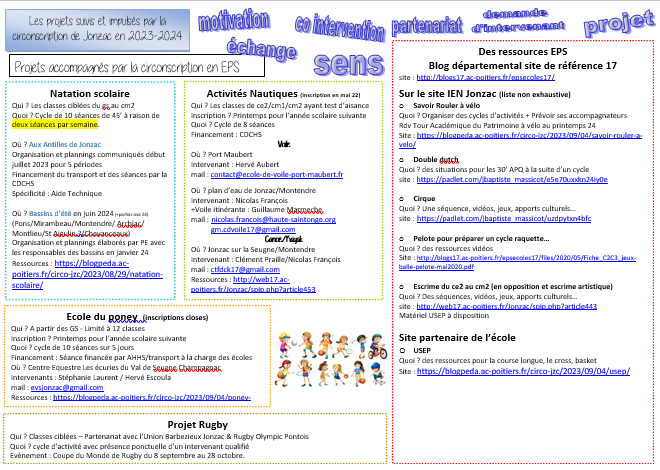 Les projets suivis et impulsés par la
circonscription de Jonzac en 2023-2024
motivation
co intervention
partenariat
demande
d'intervenant
projet
échange
sens
Projets accompagnés par la circonscription en EPS
Natation scolaire
Qui ? Les classes ciblées du gs au cm2
Quoi ? Cycle de 10 séances de 45' à raison de
deux séances par semaine.
Où ? Aux Antilles de Jonzac
Organisation et plannings communiqués début
juillet 2023 pour 5 périodes
Financement du transport et des séances par la
CDCHS
Spécificité : Aide Technique
Où ? Bassins d'été en juin 2024
(Pons/Mirambeau/Montendre/ Archiac/
Montlieu/St Aigulin?/Chevanceaux)
Organisation et plannings élaborés par PE avec
les responsables des bassins en janvier 24
Ressources : https://blogpeda.ac-
poitiers.fr/circo-jzc/2023/08/29/natation-
scolaire/
Activités Nautiques (inscription en mai 22)
Qui ? Les classes de ce2/cm1/cm2 ayant test d'aisance
Inscription ? Printemps pour l'année scolaire suivante
Quoi ? Cycle de 8 séances
Financement : CDCHS
Voile
Où ? Port Maubert
Intervenant : Hervé Aubert
mail : contact@ecole-de-voile-port-maubert.fr
Où ? plan d'eau de Jonzac/Montendre
Intervenant : Nicolas François
+Voile itinérante : Guillaume Marmeche
mail : nicolas.francois@haute-saintonge.org
gm.cdvoile17@gmail.com
Où ? Jonzac sur la Seugne/Montendre
Intervenant : Clément Praille/Nicolas François
mail : ctfdck17@gmail.com
Ressources : http://web17.ac-
poitiers.fr/Jonzac/spip.php?article453
Ecole du poney (inscriptions closes)
Qui ? A partir des GS - Limité à 12 classes
Inscription ? Printemps pour l'année scolaire suivante
Quoi ? cycle de 10 séances sur 5 jours
Financement : Séance financée par AHHS/transport à la charge des écoles
Où ? Centre Equestre Les écuries du Val de Seugne Champagnac
Intervenants : Stéphanie Laurent / Hervé Escoula
mail : evsjonzac@gmail.com
Ressources : https://blogpeda.ac-poitiers.fr/circo-jzc/2023/09/04/poney-
Projet Rugby
Qui ? Classes ciblées – Partenariat avec l'Union Barbezieux Jonzac & Rugby Olympic Pontois
Quoi ? cycle d'activité avec présence ponctuelle d'un intervenant qualifié
Evènement : Coupe du Monde de Rugby du 8 septembre au 28 octobre.
Des ressources EPS
Blog départemental site de référence 17
site : http://blogs17.ac-poitiers.fr/epsecoles17/
Sur le site IEN Jonzac (liste non exhaustive)
o Savoir Rouler à vélo
Quoi ? Organiser des cycles d'activités + Prévoir ses accompagnateurs
Rdv Tour Académique du Patrimoine à vélo au printemps 24
Site : https://blogpeda.ac-poitiers.fr/circo-jzc/2023/09/04/savoir-rouler-a-
velo/
o Double dutch
Quoi ? des situations pour les 30' APQ à la suite d'un cycle
site : https://padlet.com/jbaptiste_massicot/e5e70uxxkn24iy0e
o Cirque
Quoi ? Une séquence, vidéos, jeux, apports culturels…
site : https://padlet.com/jbaptiste_massicot/uzdpytxn4bfc
o Pelote pour préparer un cycle raquette…
Quoi ? des ressources vidéos
Site : http://blogs17.ac-poitiers.fr/epsecoles17/files/2020/05/Fiche_C2C3_jeux-
balle-pelote-mai2020.pdf
o Escrime du ce2 au cm2 (en opposition et escrime artistique)
Quoi ? Des séquences, vidéos, jeux, apports culturels…
site : http://web17.ac-poitiers.fr/Jonzac/spip.php?article443
Matériel USEP à disposition
Site partenaire de l'école
o USEP
Quoi ? des ressources pour la course longue, le cross, basket
Site : https://blogpeda.ac-poitiers.fr/circo-jzc/2023/09/04/usep/